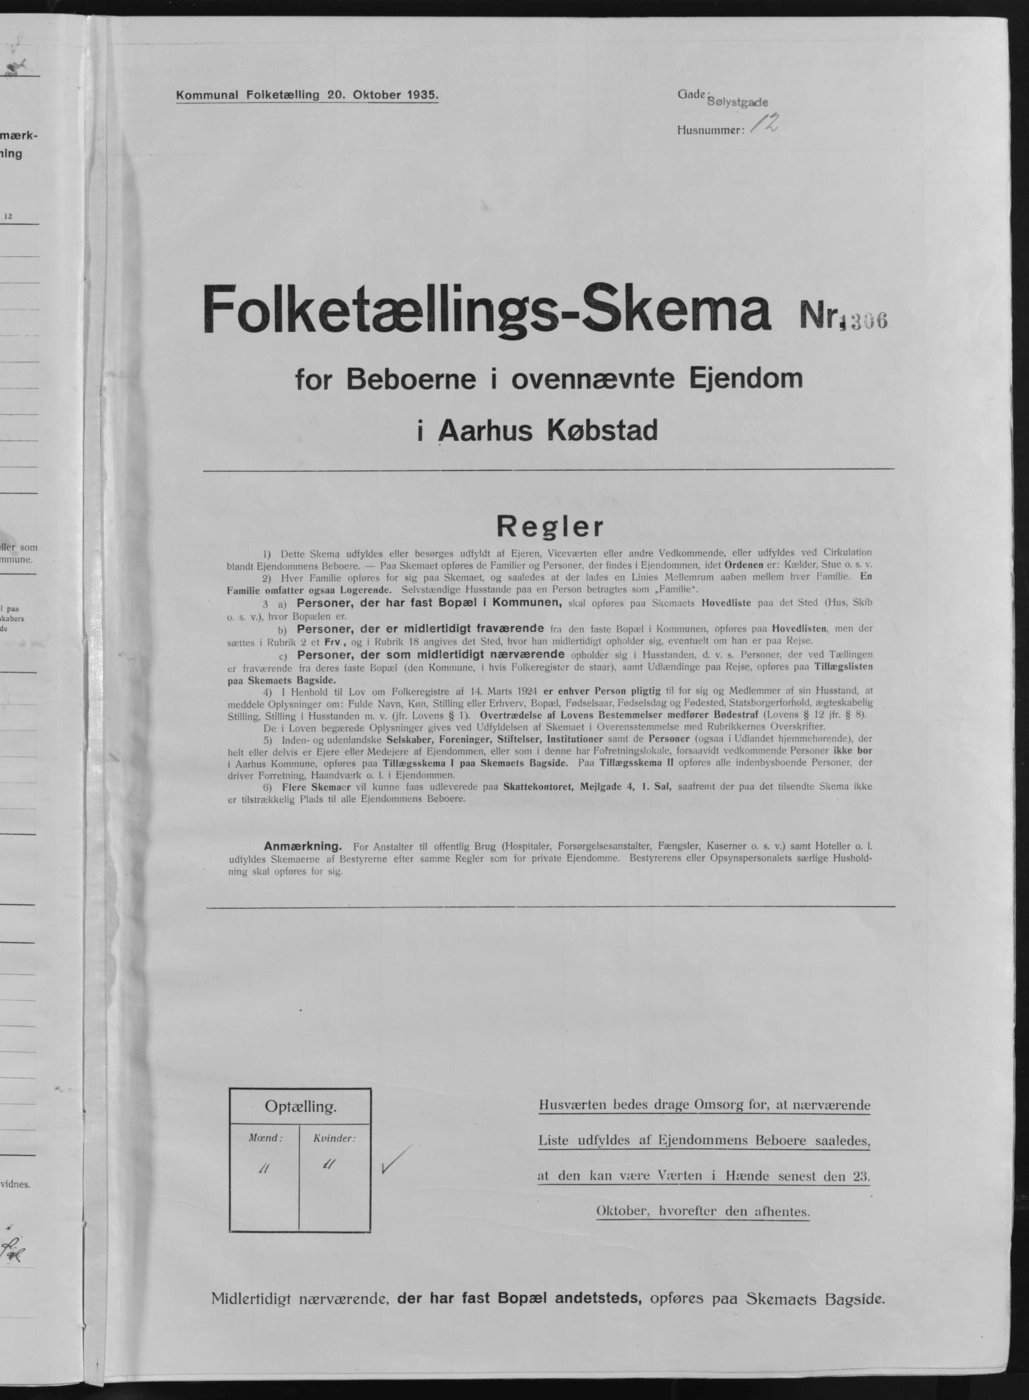 Kommunal Folketælling 20. Oktober 1935.
Gade: Sølystgade
Husnummer: 12
Folketællings-Skema Nr. 1306
for Beboerne i ovennævnte Ejendom
i Aarhus Købstad
Regler
1) Dette Skema udfyldes eller besørges udfyldt af Ejeren, Viceværten eller andre Vedkommende, eller udfyldes ved Cirkulation
blandt Ejendommens Beboere. — Paa Skemaet opføres de Familier og Personer, der findes i Ejendommen, idet Ordenen er: Kælder, Stue o. s. v.
2) Hver Familie opføres for sig paa Skemaet, og saaledes at der lades en Linies Mellemrum aaben mellem hver Familie. En
Familie omfatter ogsaa Logerende. Selvstændige Husstande paa en Person betragtes som „Familie“.
3 a) Personer, der har fast Bopæl i Kommunen, skal opføres paa Skemaets Hovedliste paa det Sted (Hus, Skib
o. s. v.), hvor Bopælen er.
b) Personer, der er midlertidigt fraværende fra den faste Bopæl i Kommunen, opføres paa Hovedlisten, men der
sættes i Rubrik 2 et Frv., og i Rubrik 18 angives det Sted, hvor han midlertidigt opholder sig, eventuelt om han er paa Rejse.
c) Personer, der som midlertidigt nærværende opholder sig i Husstanden, d. v. s. Personer, der ved Tællingen
er fraværende fra deres faste Bopæl (den Kommune, i hvis Folkeregister de staar), samt Udlændinge paa Rejse, opføres paa Tillægslisten
paa Skemaets Bagside.
4) I Henhold til Lov om Folkeregistre af 14. Marts 1924 er enhver Person pligtig til for sig og Medlemmer af sin Husstand, at
meddele Oplysninger om: Fulde Navn, Køn, Stilling eller Erhverv, Bopæl, Fødselsaar, Fødselsdag og Fødested, Statsborgerforhold, ægteskabelig
Stilling, Stilling i Husstanden m. v. (jfr. Lovens § 1). Overtrædelse af Lovens Bestemmelser medfører Bødestraf (Lovens § 12 jfr. § 8).
De i Loven begærede Oplysninger gives ved Udfyldelsen af Skemaet i Overensstemmelse med Rubrikkernes Overskrifter.
5) Inden- og udenlandske Selskaber, Foreninger, Stiftelser, Institutioner samt de Personer (ogsaa i Udlandet hjemmehørende), der
helt eller delvis er Ejere eller Medejere af Ejendommen, eller som i denne har Forretningslokale, forsaavidt vedkommende Personer ikke bor
i Aarhus Kommune, opføres paa Tillægsskema I paa Skemaets Bagside. Paa Tillægsskema II opføres alle indenbysboende Personer, der
driver Forretning, Haandværk o. l. i Ejendommen.
6) Flere Skemaer vil kunne faas udleverede paa Skattekontoret, Mejlgade 4, 1. Sal, saafremt der paa det tilsendte Skema ikke
er tilstrækkelig Plads til alle Ejendommens Beboere.
Anmærkning. For Anstalter til offentlig Brug (Hospitaler, Forsørgelsesanstalter, Fængsler, Kaserner o. s. v.) samt Hoteller o. l.
udfyldes Skemaerne af Bestyrerne efter samme Regler som for private Ejendomme. Bestyrerens eller Opsynspersonalets særlige Hushold-
ning skal opføres for sig.
Optælling.
Mænd: Kvinder:
11 11
Husværten bedes drage Omsorg for, at nærværende
Liste udfyldes af Ejendommens Beboere saaledes,
at den kan være Værten i Hænde senest den 23.
Oktober, hvorefter den afhentes.
Midlertidigt nærværende, der har fast Bopæl andetsteds, opføres paa Skemaets Bagside.
mærk-
ning
12
eller som
mmune.
l paa
skabers
de
vidnes.